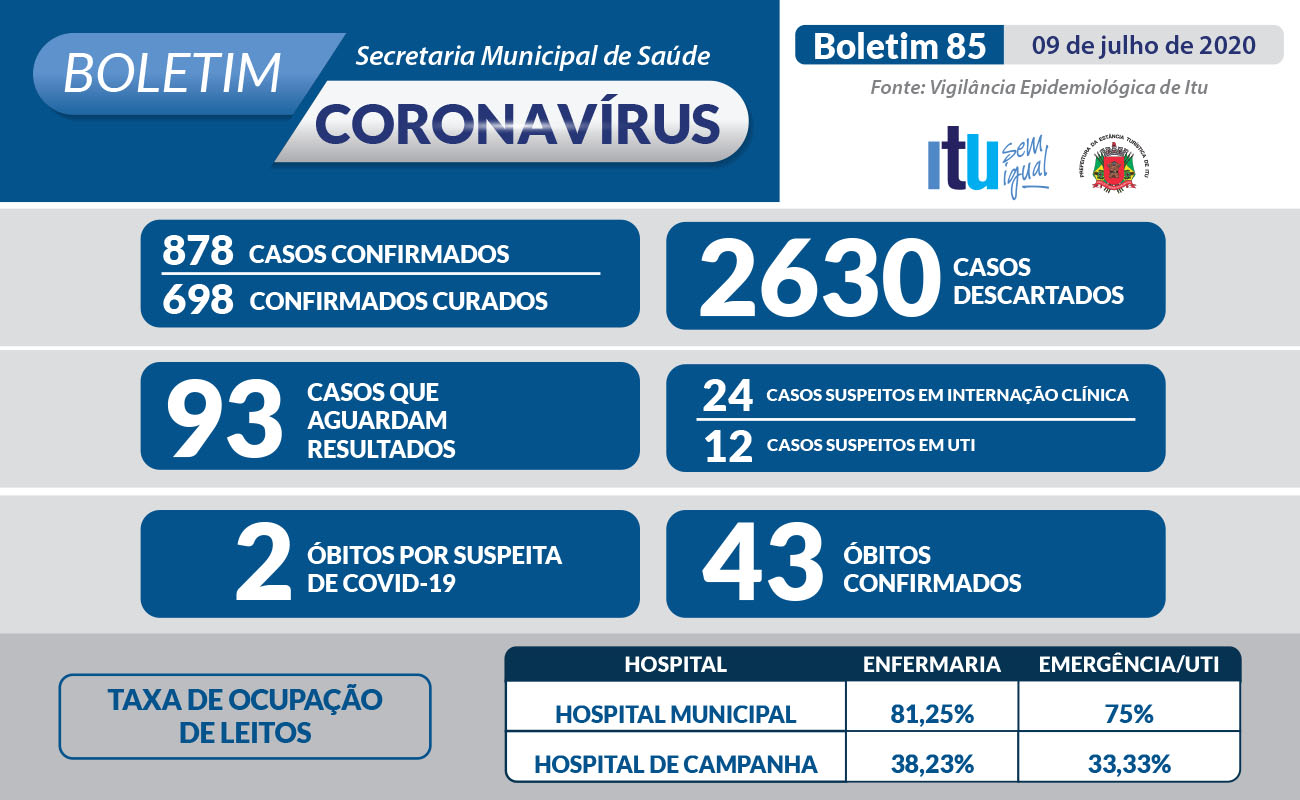 BOLETIM
Secretaria Municipal de Saúde
CORONAVÍRUS
Boletim 85
09 de julho de 2020
Fonte: Vigilância Epidemiológica de Itu
itu sem igual
PREFEITURA DA ESTÂNCIA TURÍSTICA DE ITU
878 CASOS CONFIRMADOS
698 CONFIRMADOS CURADOS
2630 CASOS
DESCARTADOS
93 CASOS QUE
AGUARDAM
RESULTADOS
24 CASOS SUSPEITOS EM INTERNAÇÃO CLÍNICA
12 CASOS SUSPEITOS EM UTI
2 ÓBITOS POR SUSPEITA
DE COVID-19
43 ÓBITOS
CONFIRMADOS
TAXA DE OCUPAÇÃO
DE LEITOS
HOSPITAL ENFERMARIA EMERGÊNCIA/UTI
HOSPITAL MUNICIPAL 81,25% 75%
HOSPITAL DE CAMPANHA 38,23% 33,33%